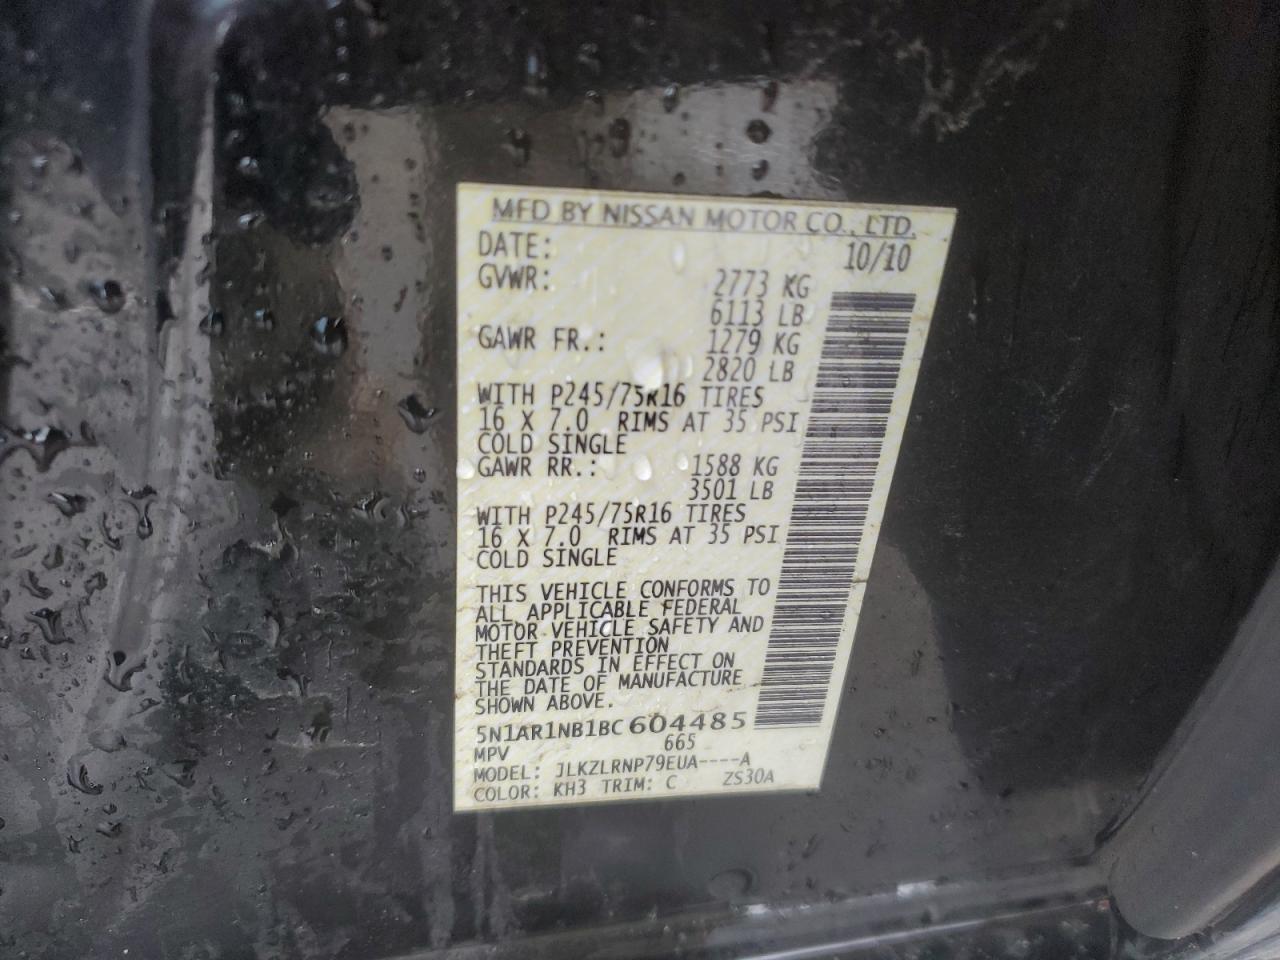 MFD BY NISSAN MOTOR CO., LTD.
DATE: 10/10
GVWR: 2773 KG
6113 LB
GAWR FR.: 1279 KG
2820 LB
WITH P245/75R16 TIRES
16 X 7.0 RIMS AT 35 PSI
COLD SINGLE
GAWR RR.: 1588 KG
3501 LB
WITH P245/75R16 TIRES
16 X 7.0 RIMS AT 35 PSI
COLD SINGLE
THIS VEHICLE CONFORMS TO
ALL APPLICABLE FEDERAL
MOTOR VEHICLE SAFETY AND
THEFT PREVENTION
STANDARDS IN EFFECT ON
THE DATE OF MANUFACTURE
SHOWN ABOVE.
5N1AR1NB1BC604485
MPV 665
MODEL: JLKZLRNP79EUA----A
COLOR: KH3 TRIM: C ZS30A